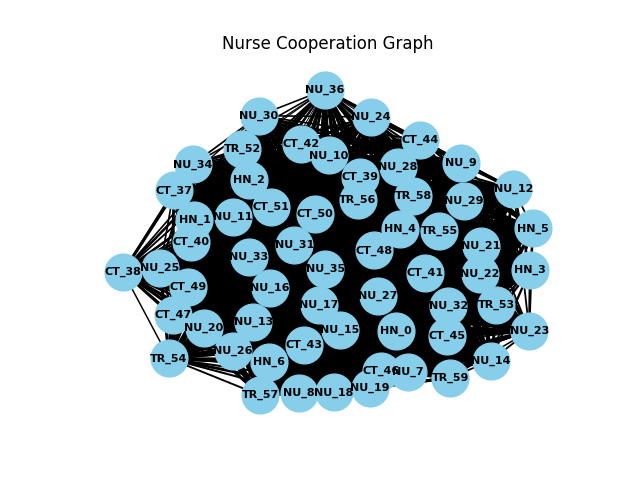 Nurse Cooperation Graph
NU_36
NU_30
NU_24
CT_44
CT_42
TR_52
NU_10
NU_34
NU_28
NU_9
CT_39
HN_2
CT_37
NU_12
TR_58
TR_56
NU_29
CT_51
CT_50
NU_11
HN_1
HN_5
HN_4
TR_55
CT_40
NU_31
NU_21
CT_48
NU_33
NU_25
NU_35
HN_3
CT_38
CT_41
NU_22
CT_49
NU_16
NU_27
NU_17
TR_53
NU_32
CT_47
NU_13
NU_20
NU_15
HN_0
NU_23
CT_45
CT_43
NU_26
TR_54
HN_6
NU_14
CT_46
NU_7
TR_59
NU_19
NU_8
NU_18
TR_57